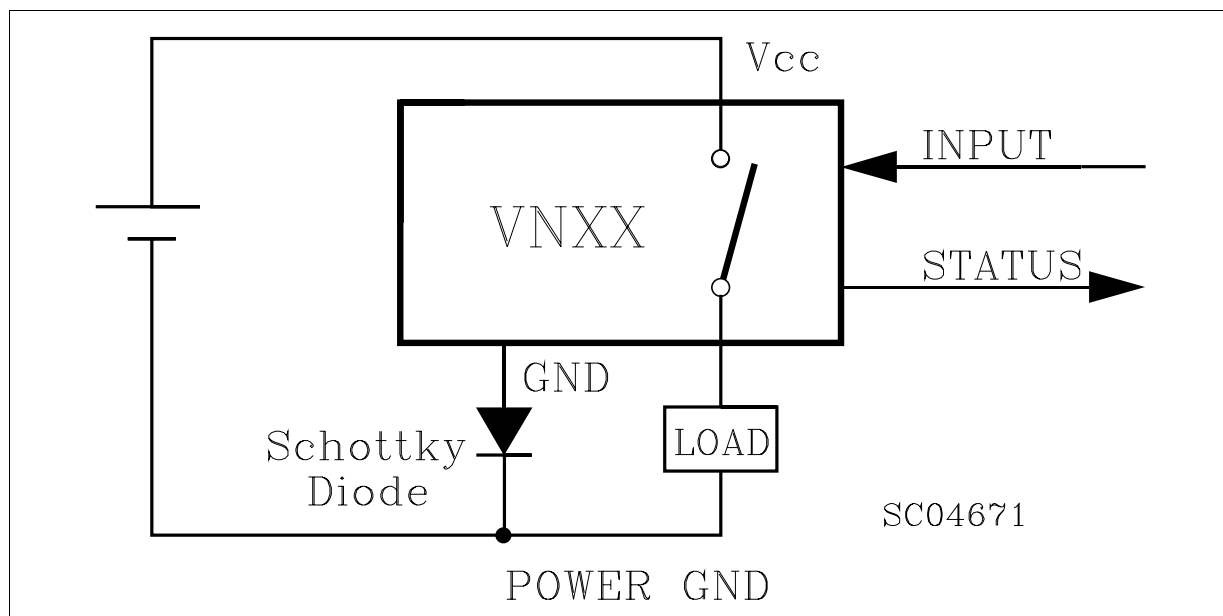 Vcc
INPUT
VNXX
STATUS
GND
Schottky
Diode
LOAD
SC04671
POWER GND